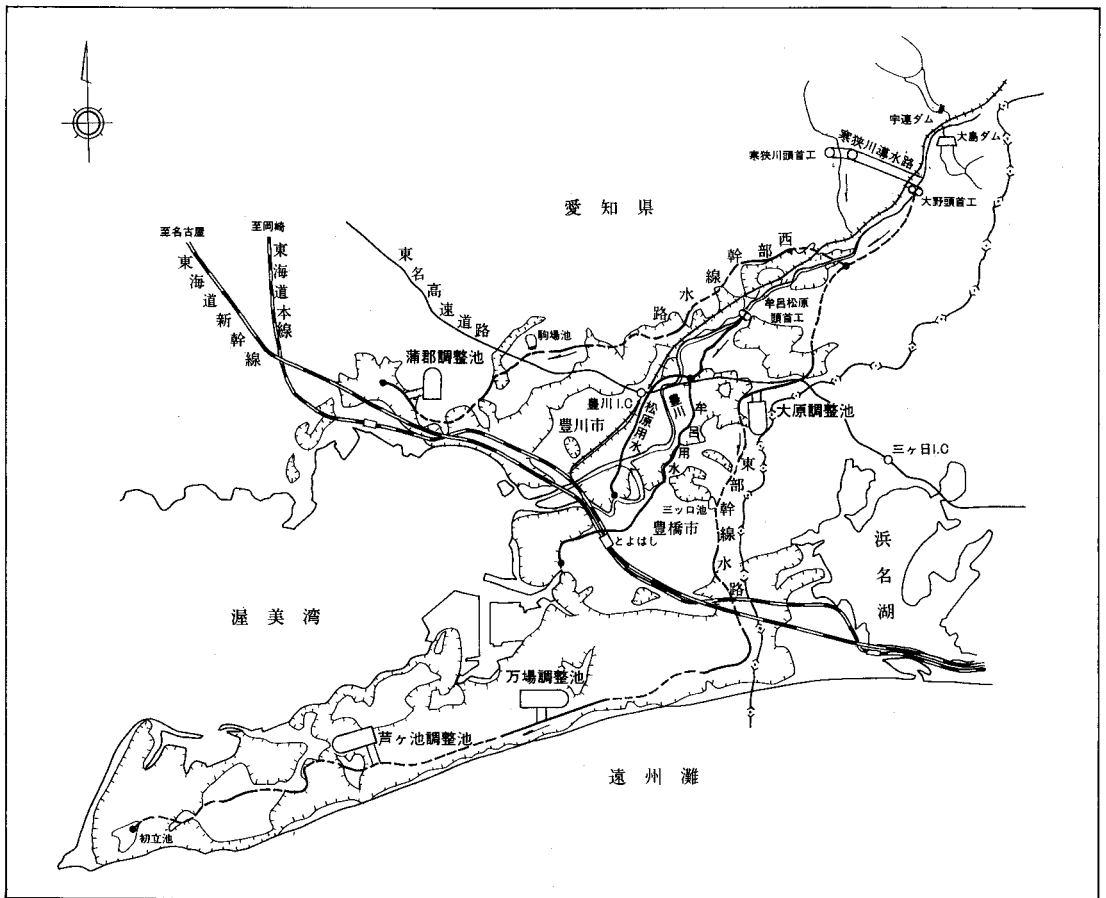 宇連ダム
大島ダム
寒狭川導水路
寒狭川頭首工
大野頭首工
愛知県
至名古屋
至岡崎
東海道新幹線
東海道本線
東名高速道路
西部幹線水路
牟呂松原
頭首工
駒場池
蒲郡調整池
豊川I.C
豊川市
松原用水
豊川
牟呂用水
大原調整池
三ヶ日I.C
東部幹線水路
三ッ口池
豊橋市
とよはし
浜名湖
渥美湾
万場調整池
芦ヶ池調整池
遠州灘
初立池